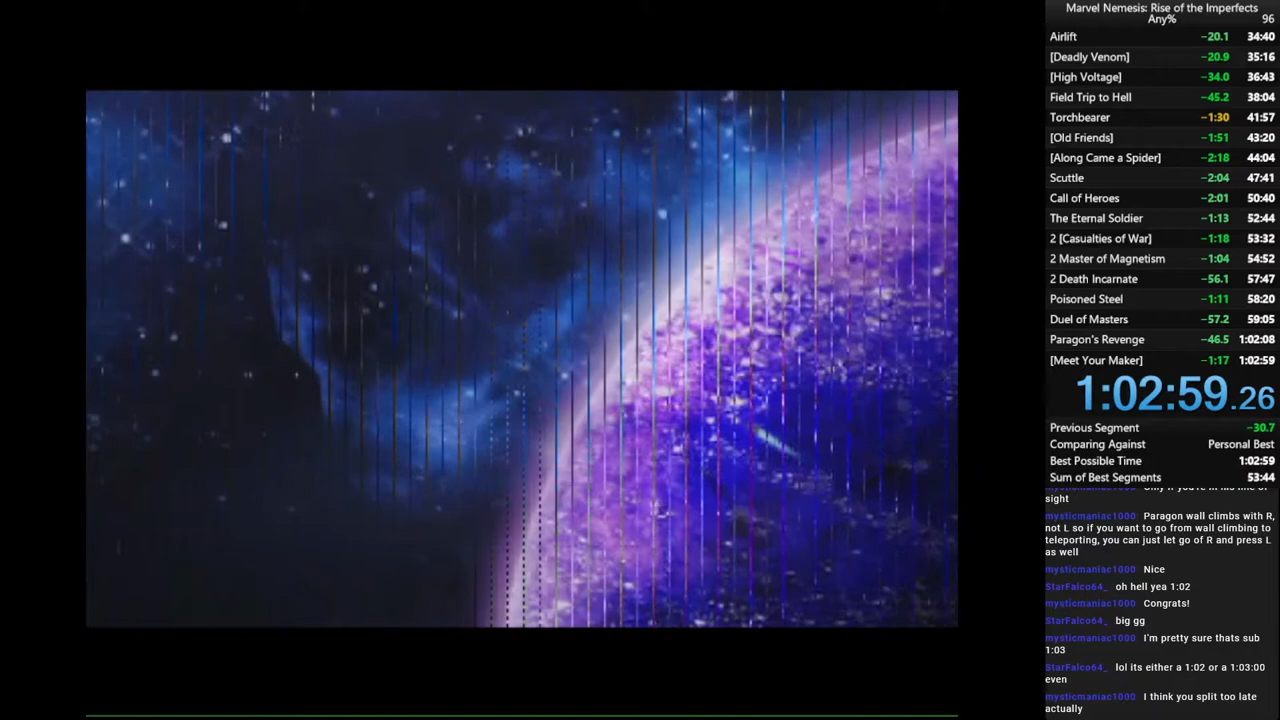 Marvel Nemesis: Rise of the Imperfects
Any% 96
Airlift −20.1 34:40
[Deadly Venom] −20.9 35:16
[High Voltage] −34.0 36:43
Field Trip to Hell −45.2 38:04
Torchbearer −1:30 41:57
[Old Friends] −1:51 43:20
[Along Came a Spider] −2:18 44:04
Scuttle −2:04 47:41
Call of Heroes −2:01 50:40
The Eternal Soldier −1:13 52:44
2 [Casualties of War] −1:18 53:32
2 Master of Magnetism −1:04 54:52
2 Death Incarnate −56.1 57:47
Poisoned Steel −1:11 58:20
Duel of Masters −57.2 59:05
Paragon's Revenge −46.5 1:02:08
[Meet Your Maker] −1:17 1:02:59
1:02:59.26
Previous Segment −30.7
Comparing Against Personal Best
Best Possible Time 1:02:59
Sum of Best Segments 53:44
sight
mysticmaniac1000 Paragon wall climbs with R,
not L so if you want to go from wall climbing to
teleporting, you can just let go of R and press L
as well
mysticmaniac1000 Nice
StarFalco64_ oh hell yea 1:02
mysticmaniac1000 Congrats!
StarFalco64_ big gg
mysticmaniac1000 I'm pretty sure thats sub
1:03
StarFalco64_ lol its either a 1:02 or a 1:03:00
even
mysticmaniac1000 I think you split too late
actually